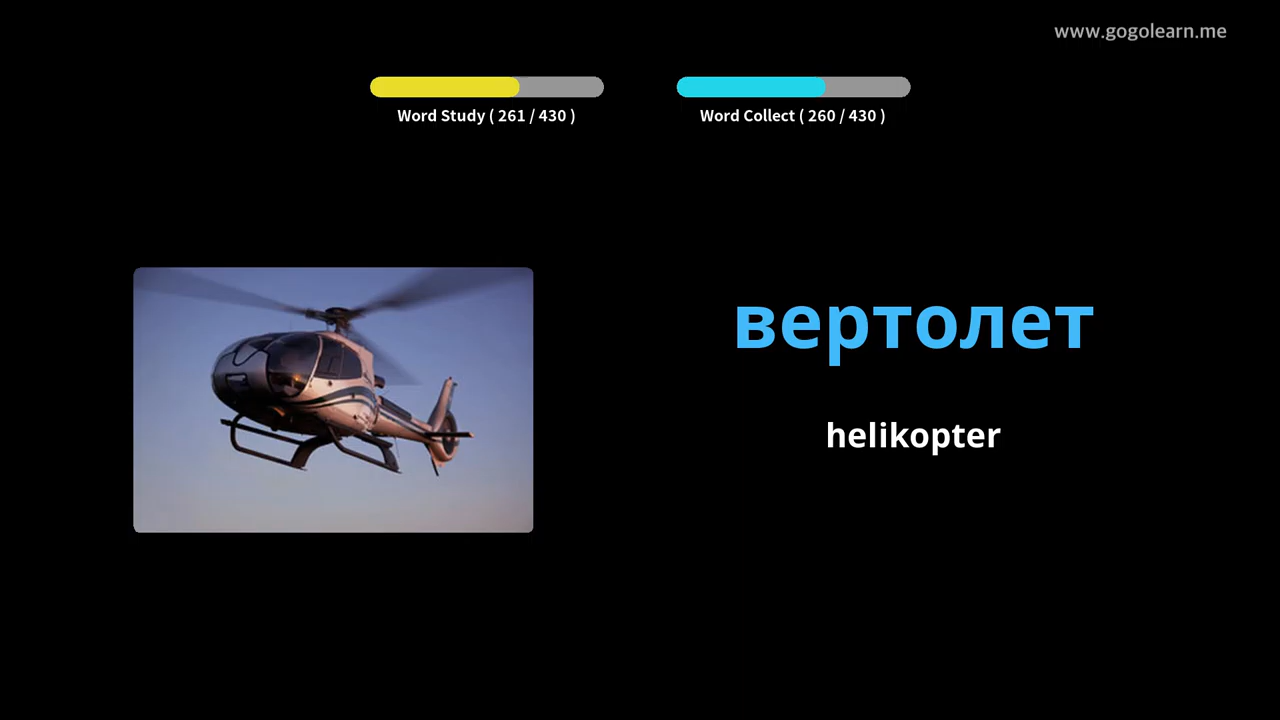 www.gogolearn.me
Word Study ( 261 / 430 )
Word Collect ( 260 / 430 )
вертолет
helikopter